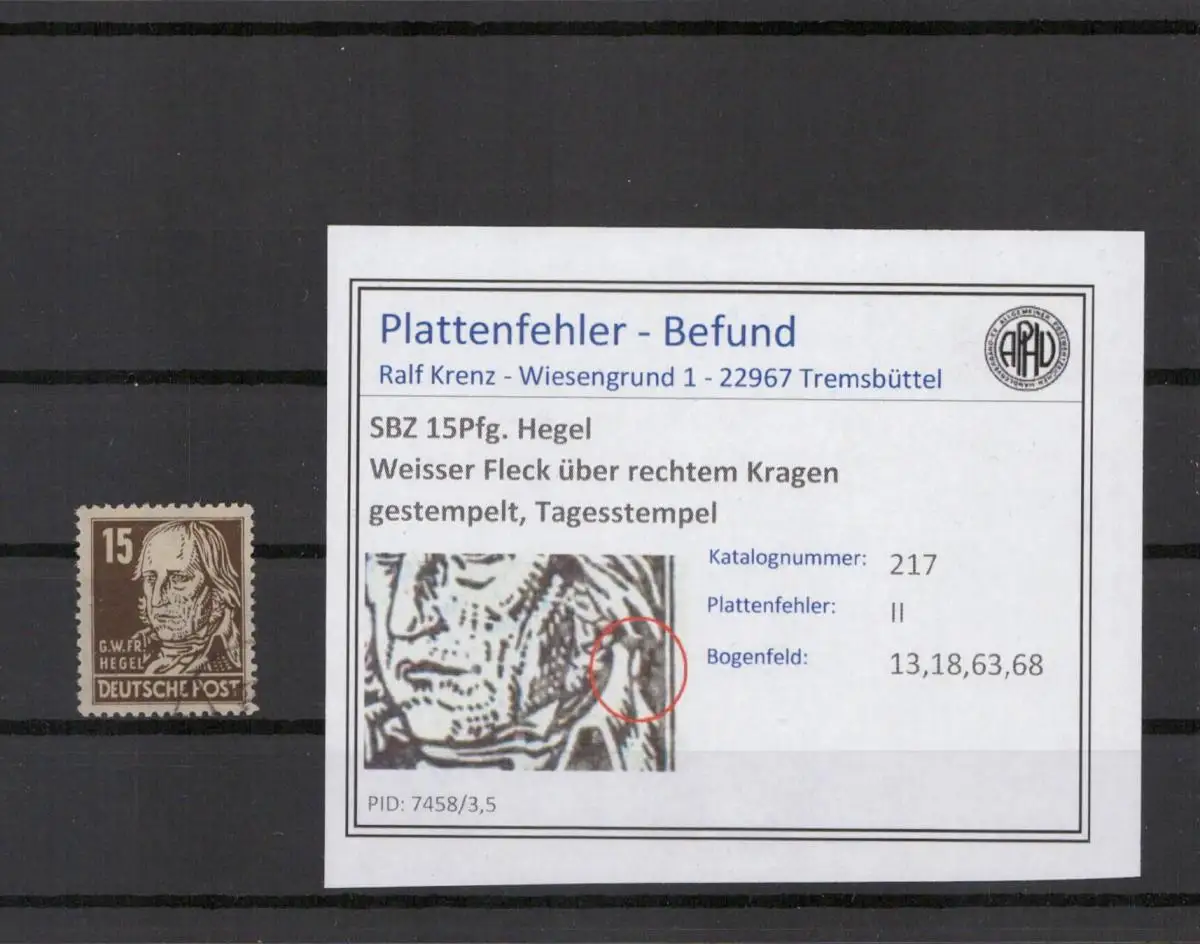 15
G.W.FR.
HEGEL
DEUTSCHE POST
Plattenfehler - Befund
Ralf Krenz - Wiesengrund 1 - 22967 Tremsbüttel
APHV
SBZ 15Pfg. Hegel
Weisser Fleck über rechtem Kragen
gestempelt, Tagesstempel
Katalognummer: 217
Plattenfehler: II
Bogenfeld: 13,18,63,68
PID: 7458/3,5